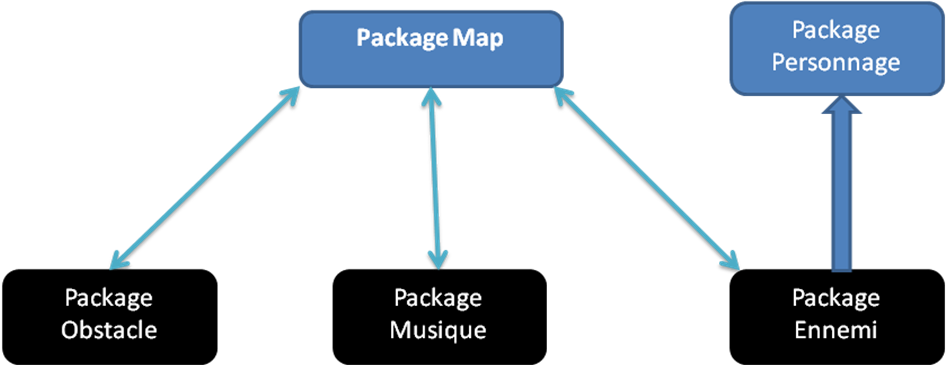 Package Map
Package
Personnage
Package
Obstacle
Package
Musique
Package
Ennemi